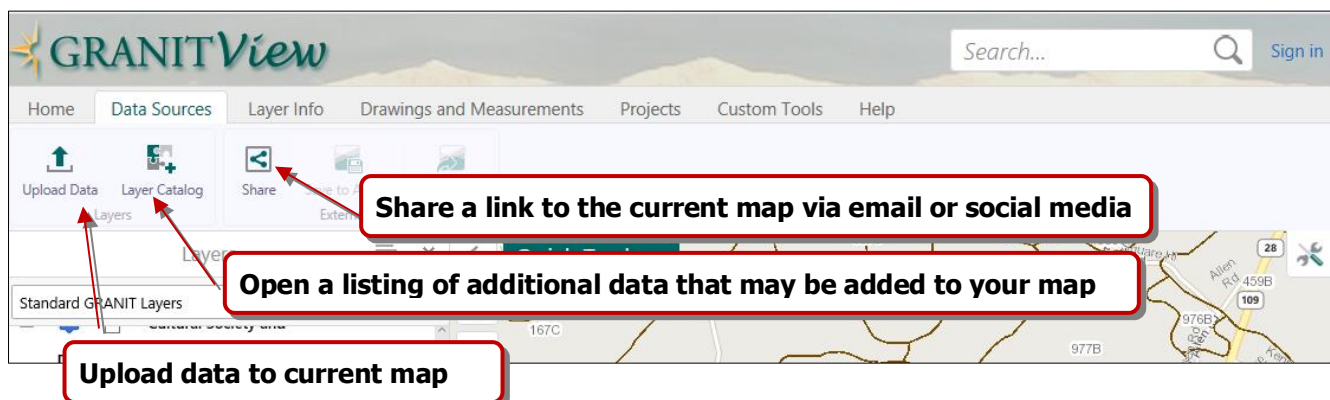 GRANITView
Search...
Sign in
Home Data Sources Layer Info Drawings and Measurements Projects Custom Tools Help
Upload Data Layer Catalog Share
Layers
Share a link to the current map via email or social media
Open a listing of additional data that may be added to your map
Standard GRANIT Layers
Upload data to current map
28
Allen
Rd
459B
109
976B
167C
977B